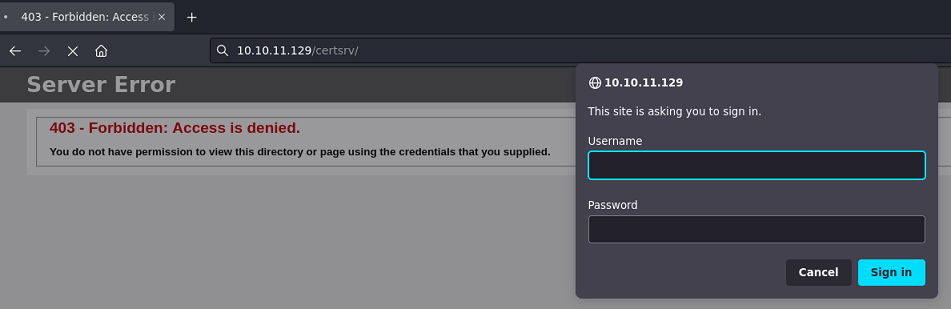 403 - Forbidden: Access
10.10.11.129/certsrv/
Server Error
403 - Forbidden: Access is denied.
You do not have permission to view this directory or page using the credentials that you supplied.
10.10.11.129
This site is asking you to sign in.
Username
Password
Cancel
Sign in